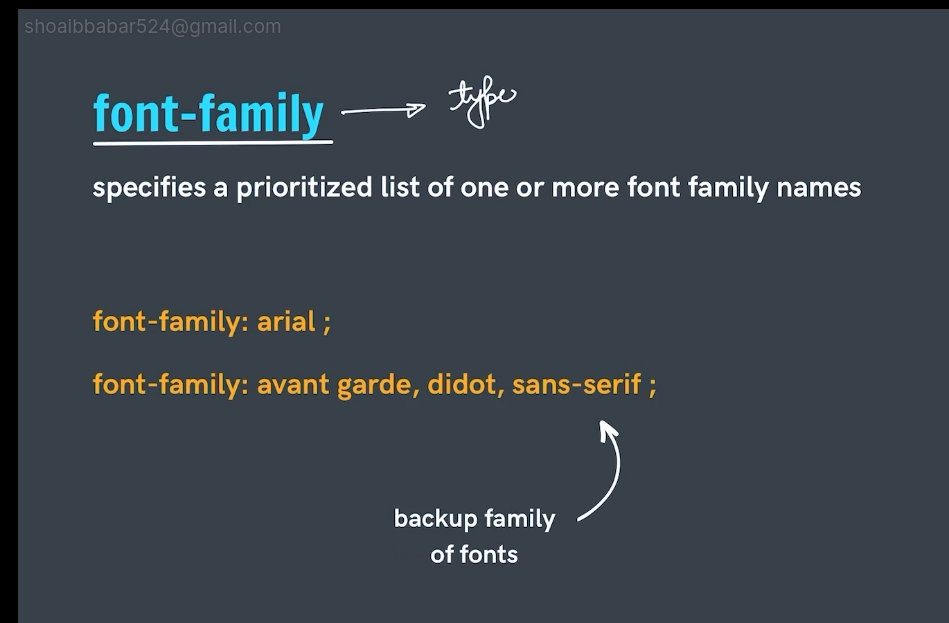 shoaibbabar524@gmail.com
font-family type
specifies a prioritized list of one or more font family names
font-family: arial ;
font-family: avant garde, didot, sans-serif ;
backup family
of fonts